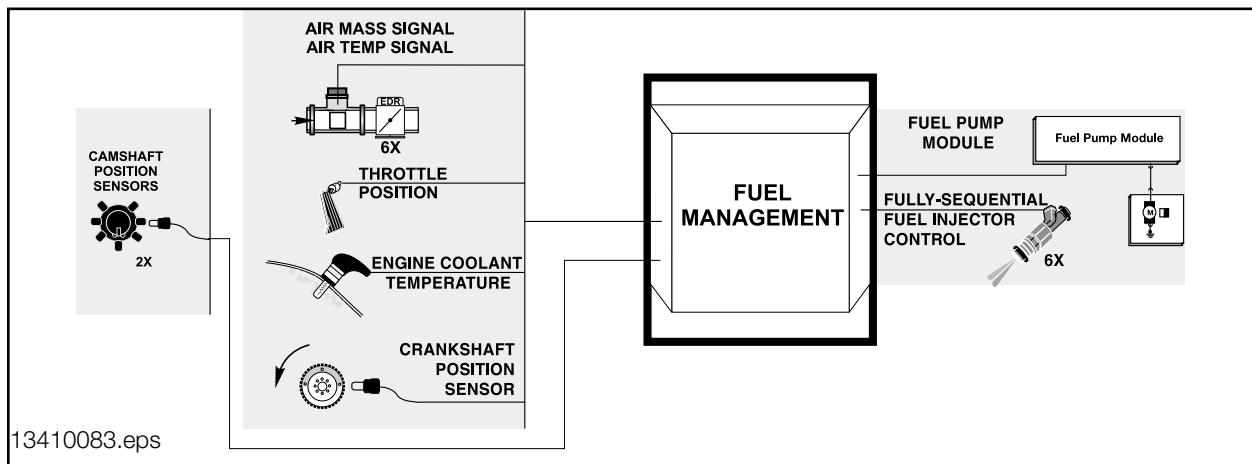 AIR MASS SIGNAL
AIR TEMP SIGNAL
EDR
6X
CAMSHAFT
POSITION
SENSORS
2X
THROTTLE
POSITION
ENGINE COOLANT
TEMPERATURE
CRANKSHAFT
POSITION
SENSOR
FUEL
MANAGEMENT
FUEL PUMP
MODULE
Fuel Pump Module
M
FULLY-SEQUENTIAL
FUEL INJECTOR
CONTROL
6X
13410083.eps